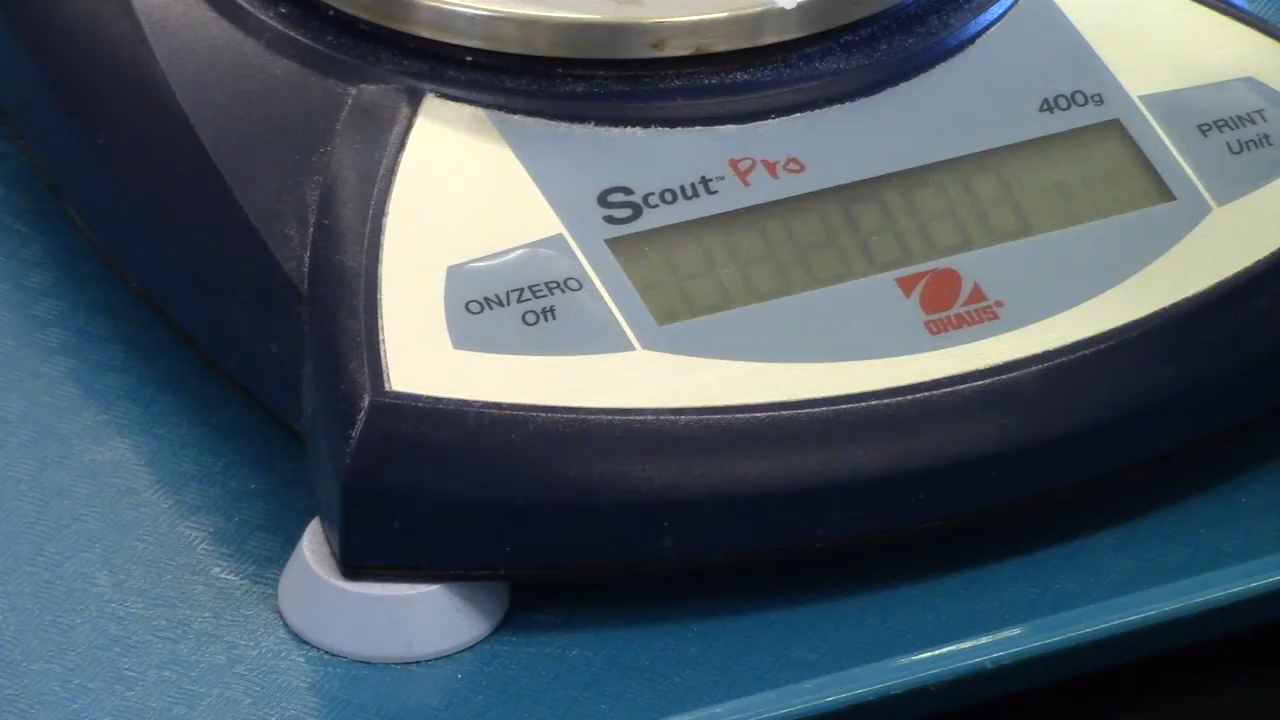 400g
Scout™ Pro
PRINT
Unit
ON/ZERO
Off
OHAUS®